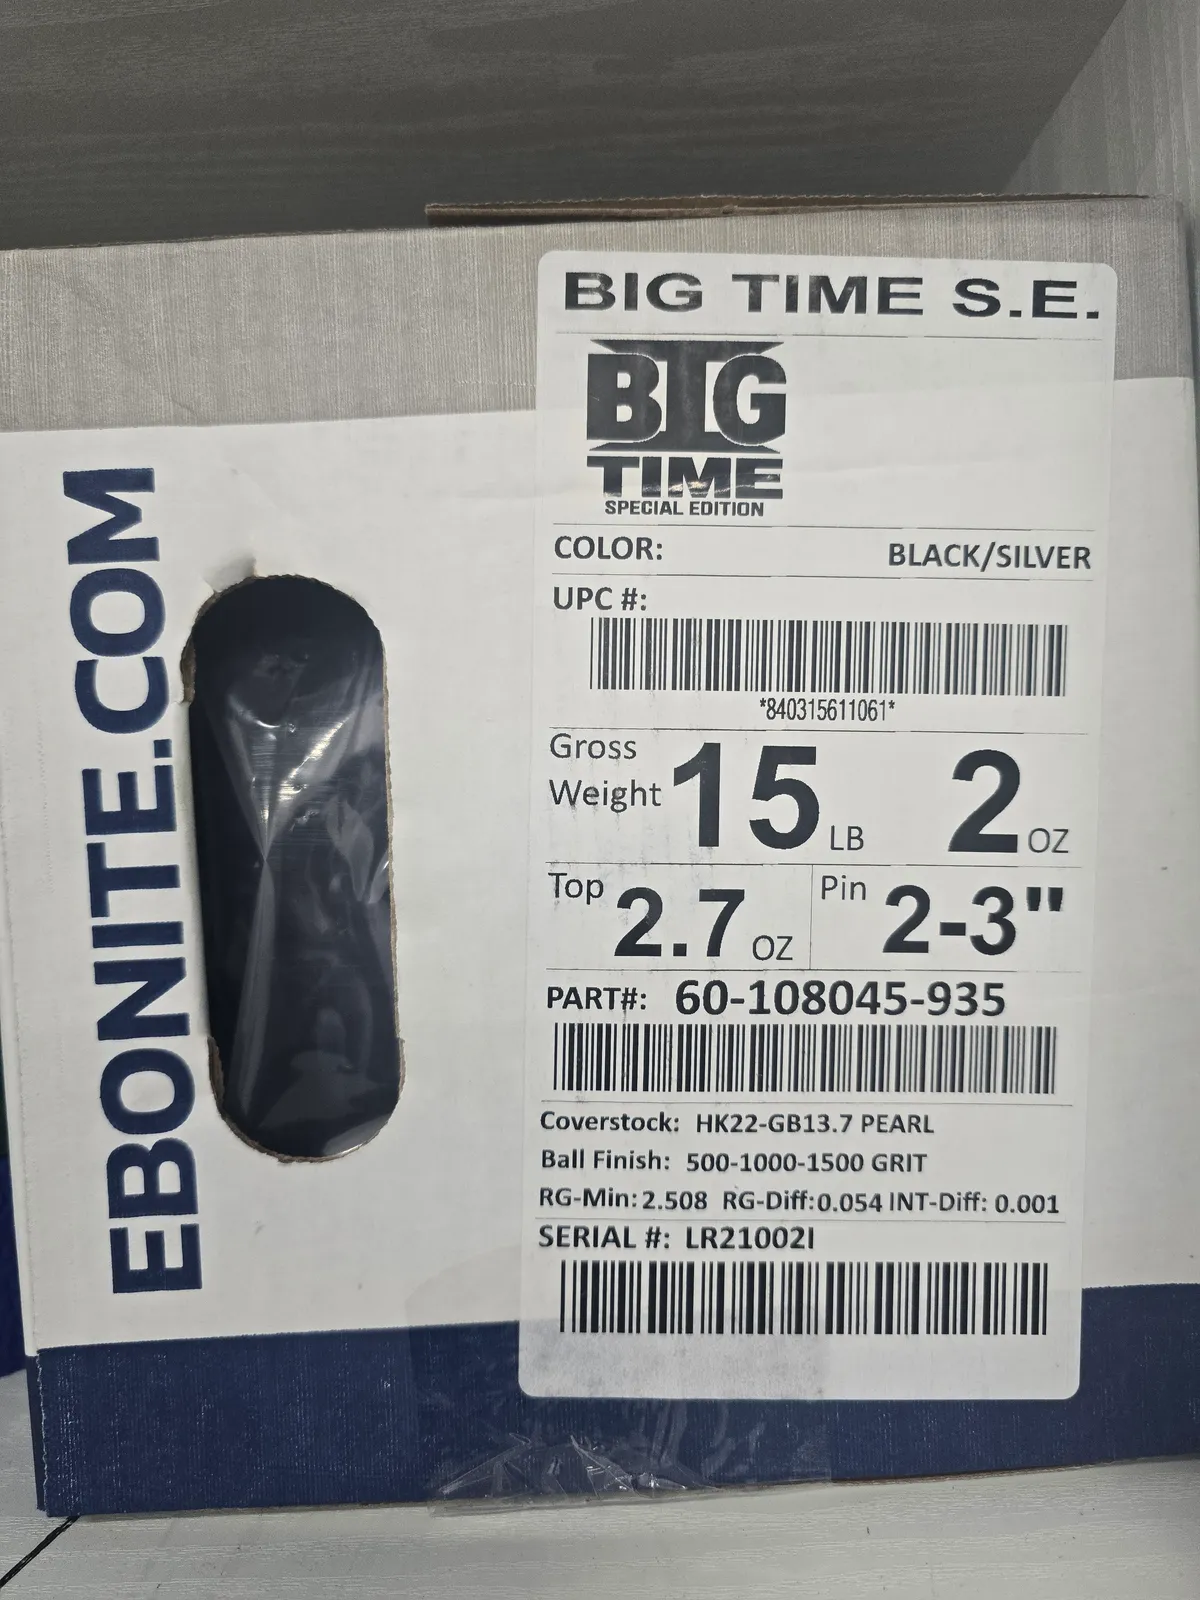 EBONITE.COM
BIG TIME S.E.
BIG
TIME
SPECIAL EDITION
COLOR: BLACK/SILVER
UPC #:
*840315611061*
Gross Weight 15 LB 2 OZ
Top 2.7 OZ Pin 2-3"
PART#: 60-108045-935
Coverstock: HK22-GB13.7 PEARL
Ball Finish: 500-1000-1500 GRIT
RG-Min: 2.508 RG-Diff: 0.054 INT-Diff: 0.001
SERIAL #: LR21002I